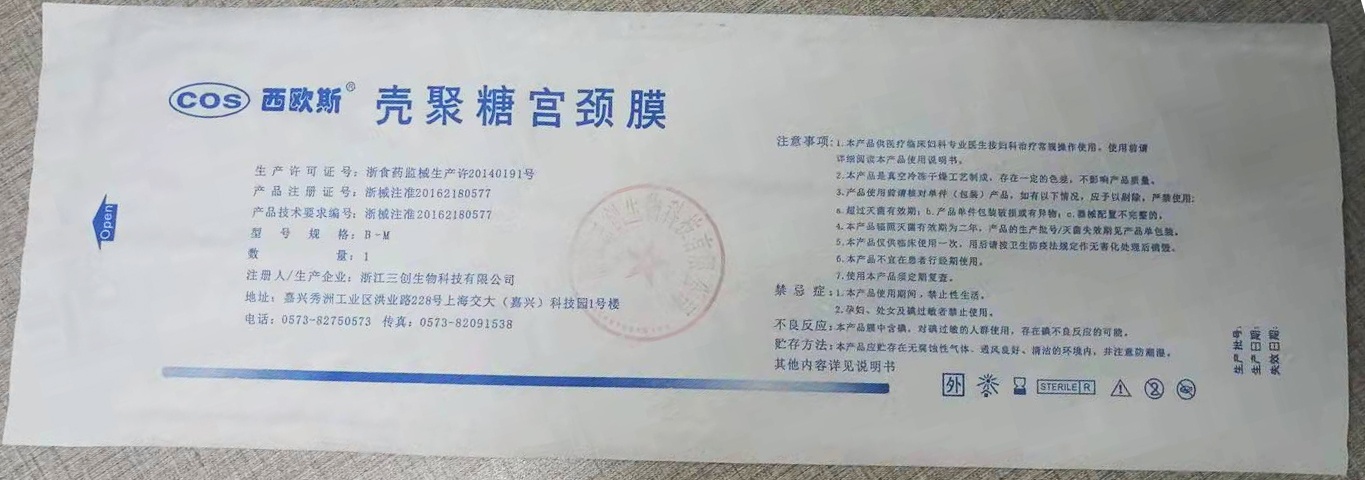 COS 西欧斯® 壳聚糖宫颈膜
生产许可证号：浙食药监械生产许20140191号
产品注册证号：浙械注准20162180577
产品技术要求编号：浙械注准20162180577
型号规格：B-M
数量：1
注册人/生产企业：浙江三创生物科技有限公司
地址：嘉兴秀洲工业区洪业路228号上海交大（嘉兴）科技园1号楼
电话：0573-82750573 传真：0573-82091538
Open
注意事项：1.本产品供医疗临床妇科专业医生按妇科治疗常规操作使用。使用前请
详细阅读本产品使用说明书。
2.本产品是真空冷冻干燥工艺制成，存在一定的色差，不影响产品质量。
3.产品使用前请核对单件（包装）产品，如有以下情况，应予以剔除，严禁使用：
a.超过灭菌有效期；b.产品单件包装破损或有异物；c.器械配置不完整的。
4.本产品辐照灭菌有效期为二年，产品的生产批号/灭菌失效期见产品单包装。
5.本产品仅供临床使用一次，用后请按卫生防疫法规定作无害化处理后销毁。
6.本产品不宜在患者行经期使用。
7.使用本产品须定期复查。
禁忌症：1.本产品使用期间，禁止性生活。
2.孕妇、处女及碘过敏者禁止使用。
不良反应：本产品膜中含碘，对碘过敏的人群使用，存在碘不良反应的可能。
贮存方法：本产品应贮存在无腐蚀性气体、通风良好、清洁的环境内，并注意防潮湿。
其他内容详见说明书
外 STERILE R
生产批号：
生产日期：
失效日期：